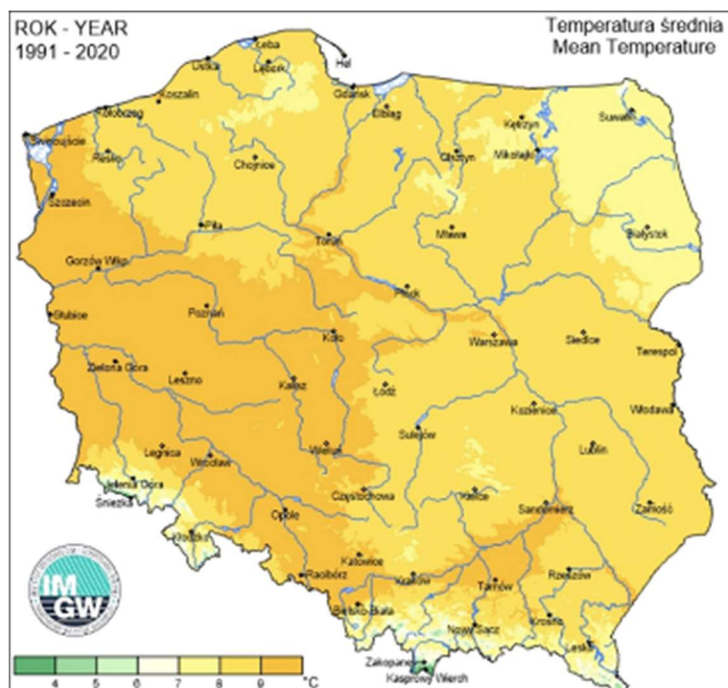 ROK - YEAR
1991 - 2020
Temperatura średnia
Mean Temperature
Łeba
Ustka
Lębork
Hel
Koszalin
Gdańsk
Kołobrzeg
Elbląg
Kętrzyn
Suwałki
Świnoujście
Resko
Chojnice
Olsztyn
Mikołajki
Szczecin
Piła
Toruń
Mława
Białystok
Gorzów Wlkp.
Płock
Słubice
Poznań
Koło
Warszawa
Siedlce
Terespol
Zielona Góra
Leszno
Kalisz
Łódź
Kozienice
Włodawa
Sulejów
Legnica
Wrocław
Wieluń
Lublin
Jelenia Góra
Śnieżka
Częstochowa
Kielce
Sandomierz
Zamość
Opole
Kłodzko
Katowice
Racibórz
Kraków
Tarnów
Rzeszów
Bielsko-Biała
Nowy Sącz
Krosno
Lesko
Zakopane
Kasprowy Wierch
IM
GW
4 5 6 7 8 9 °C